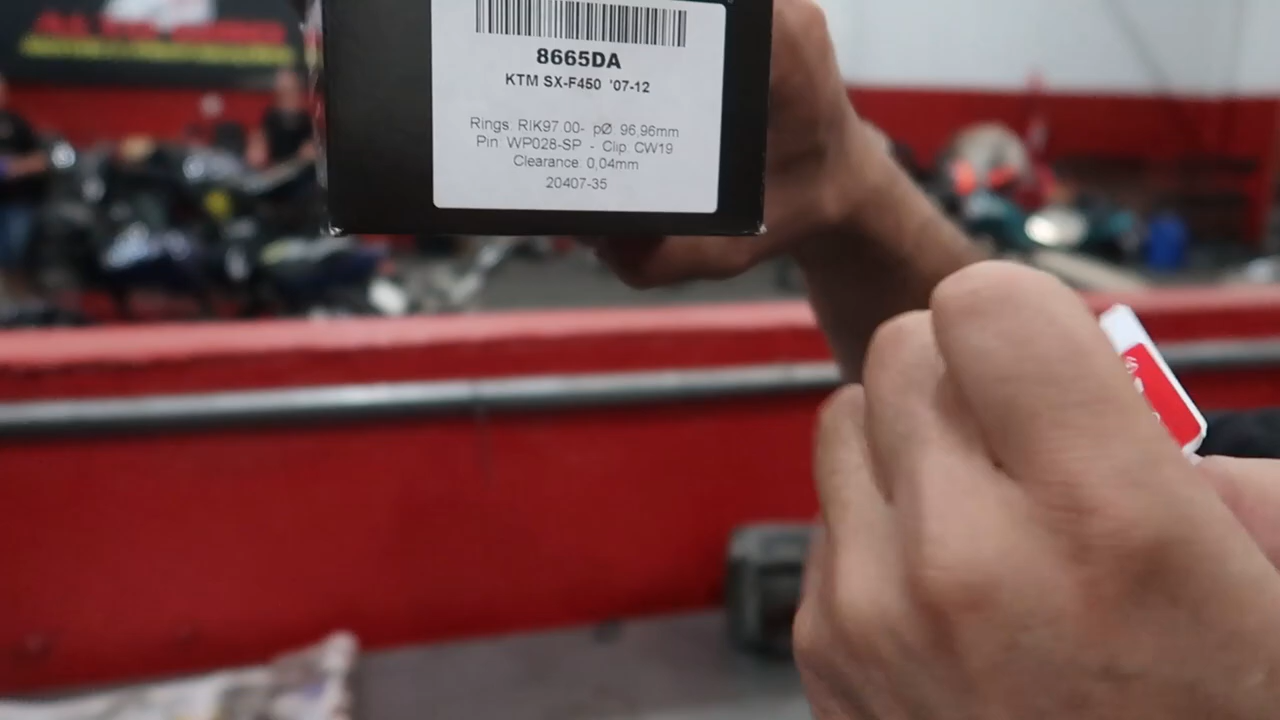 8665DA
KTM SX-F450 '07-12
Rings: RIK97.00- pØ: 96.96mm
Pin: WP028-SP - Clip: CW19
Clearance: 0,04mm
20407-35